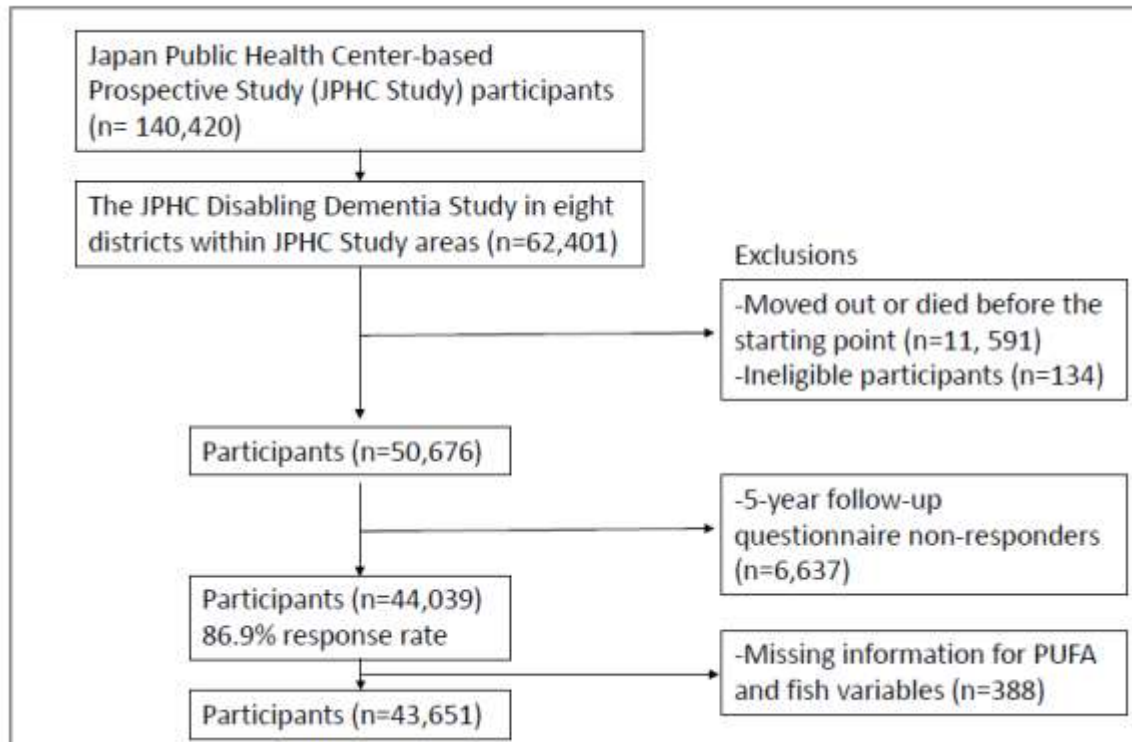 Japan Public Health Center-based
Prospective Study (JPHC Study) participants
(n= 140,420)
The JPHC Disabling Dementia Study in eight
districts within JPHC Study areas (n=62,401)
Exclusions
-Moved out or died before the
starting point (n=11, 591)
-Ineligible participants (n=134)
Participants (n=50,676)
-5-year follow-up
questionnaire non-responders
(n=6,637)
Participants (n=44,039)
86.9% response rate
-Missing information for PUFA
and fish variables (n=388)
Participants (n=43,651)